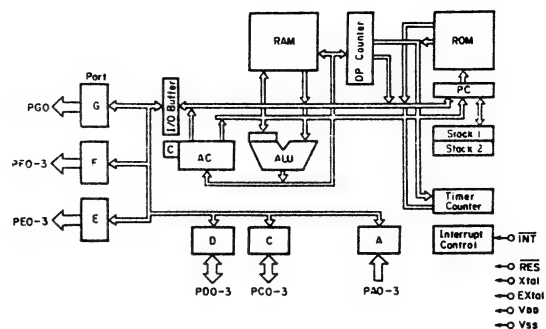 RAM
DP Counter
ROM
Port
PG0
G
I/O Buffer
PC
C
AC
ALU
Stack 1
Stack 2
PF0-3
F
PE0-3
E
Timer
Counter
D
C
A
Interrupt
Control
INT
PD0-3
PC0-3
PA0-3
RES
Xtal
EXtal
VDD
VSS